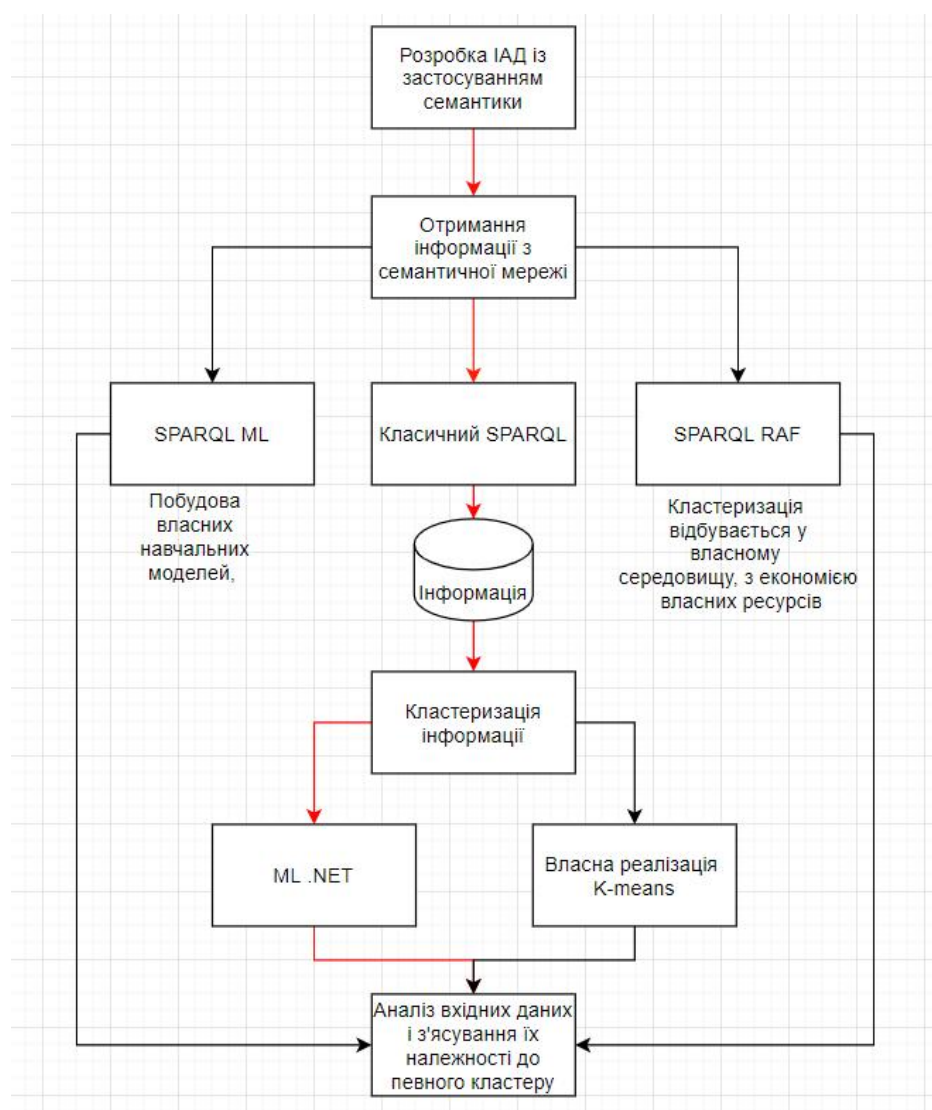 Розробка ІАД із
застосуванням
семантики
Отримання
інформації з
семантичної мережі
SPARQL ML
Класичний SPARQL
SPARQL RAF
Побудова
власних
навчальних
моделей,
Кластеризація
відбувається у
власному
середовищу, з економією
власних ресурсів
Інформація
Кластеризація
інформації
ML .NET
Власна реалізація
K-means
Аналіз вхідних даних
і з'ясування їх
належності до
певного кластеру